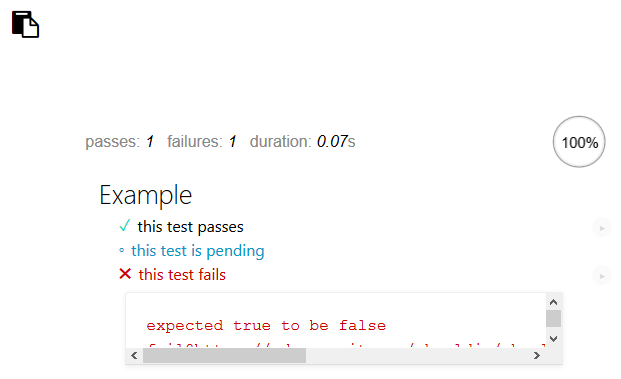 passes: 1 failures: 1 duration: 0.07s
100%
Example
✓ this test passes
this test is pending
✕ this test fails
expected true to be false